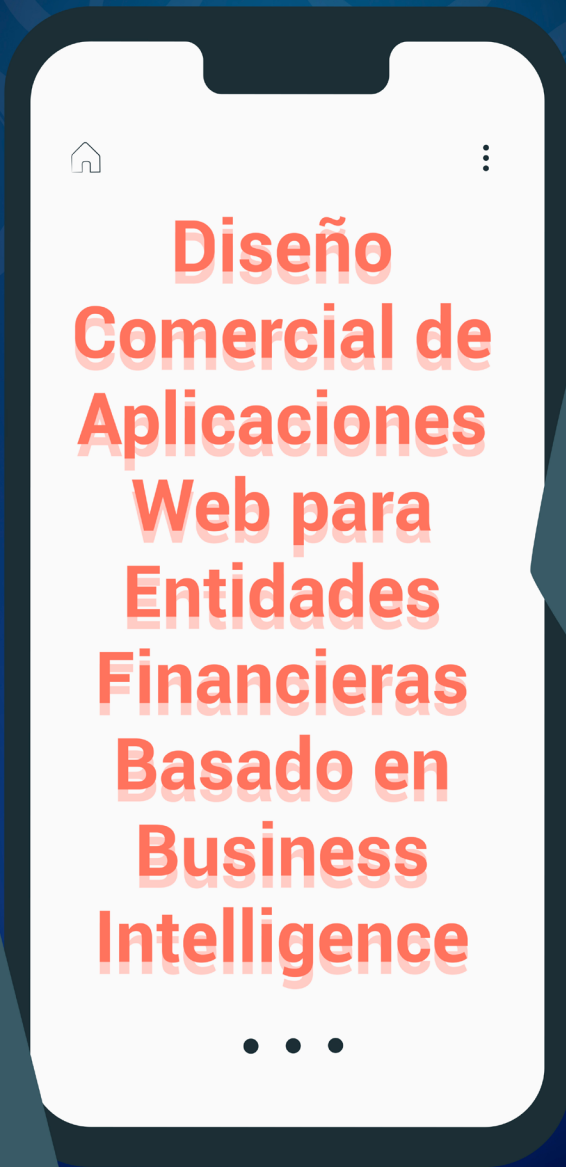 Diseño
Comercial de
Aplicaciones
Web para
Entidades
Financieras
Basado en
Business
Intelligence